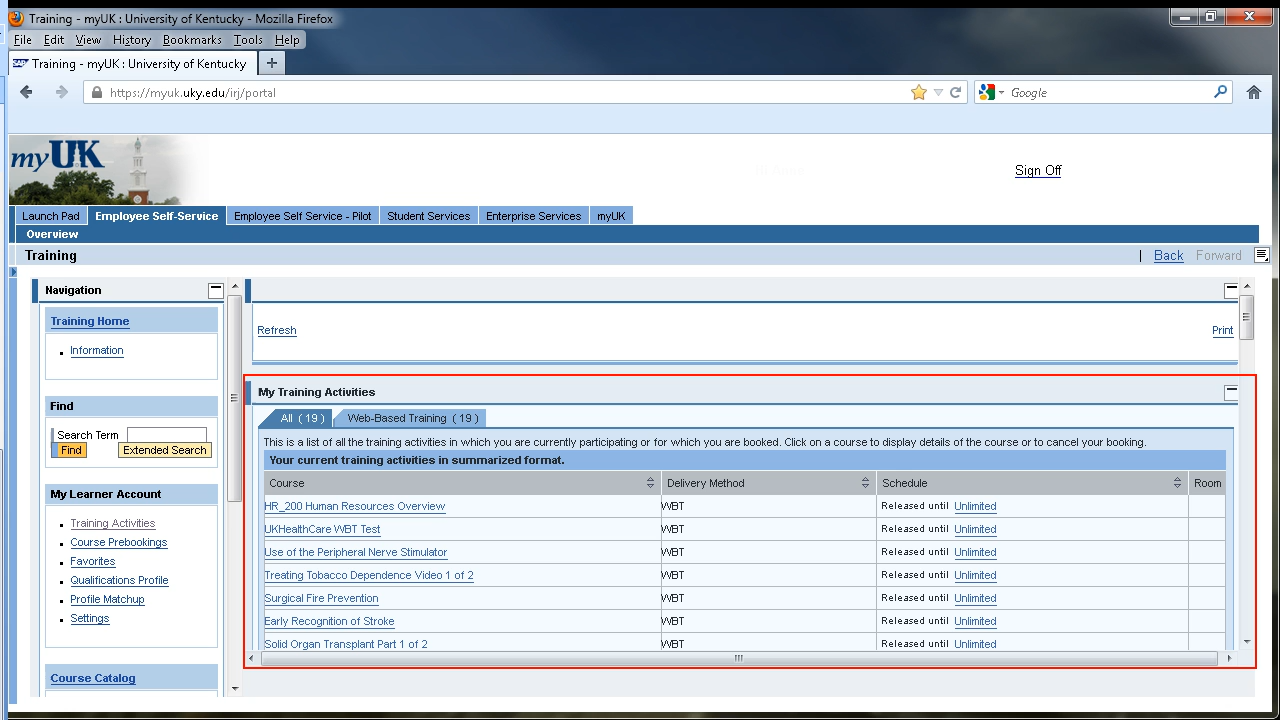 Training - myUK : University of Kentucky - Mozilla Firefox
File Edit View History Bookmarks Tools Help
SAP Training - myUK : University of Kentucky +
https://myuk.uky.edu/irj/portal
Google
myUK
Sign Off
Launch Pad Employee Self-Service Employee Self Service - Pilot Student Services Enterprise Services myUK
Overview
Training
| Back Forward
Navigation
Training Home
Information
Find
Search Term
Find Extended Search
My Learner Account
Training Activities
Course Prebookings
Favorites
Qualifications Profile
Profile Matchup
Settings
Course Catalog
Refresh Print
My Training Activities
All ( 19 ) Web-Based Training ( 19 )
This is a list of all the training activities in which you are currently participating or for which you are booked. Click on a course to display details of the course or to cancel your booking.
Your current training activities in summarized format.
Course Delivery Method Schedule Room
HR_200 Human Resources Overview WBT Released until Unlimited
UKHealthCare WBT Test WBT Released until Unlimited
Use of the Peripheral Nerve Stimulator WBT Released until Unlimited
Treating Tobacco Dependence Video 1 of 2 WBT Released until Unlimited
Surgical Fire Prevention WBT Released until Unlimited
Early Recognition of Stroke WBT Released until Unlimited
Solid Organ Transplant Part 1 of 2 WBT Released until Unlimited